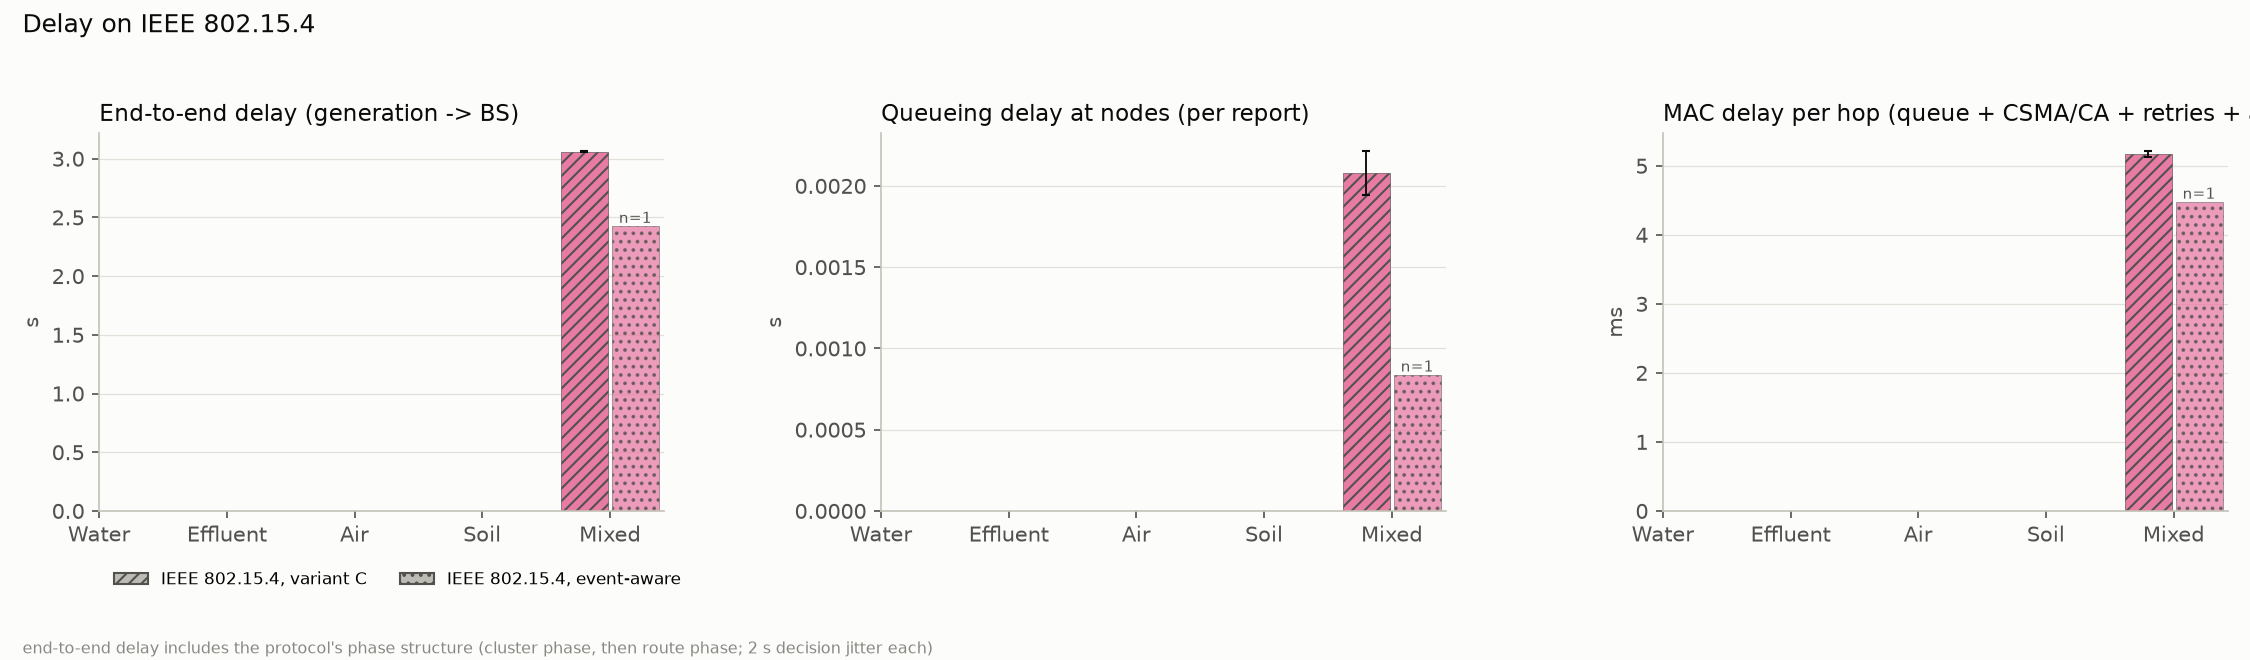 Delay on IEEE 802.15.4
End-to-end delay (generation -> BS)
3.0
2.5
2.0
1.5
1.0
0.5
0.0
s
n=1
Water Effluent Air Soil Mixed
Queueing delay at nodes (per report)
0.0020
0.0015
0.0010
0.0005
0.0000
s
n=1
Water Effluent Air Soil Mixed
MAC delay per hop (queue + CSMA/CA + retries +
5
4
3
2
1
0
ms
n=1
Water Effluent Air Soil Mixed
IEEE 802.15.4, variant C IEEE 802.15.4, event-aware
end-to-end delay includes the protocol's phase structure (cluster phase, then route phase; 2 s decision jitter each)